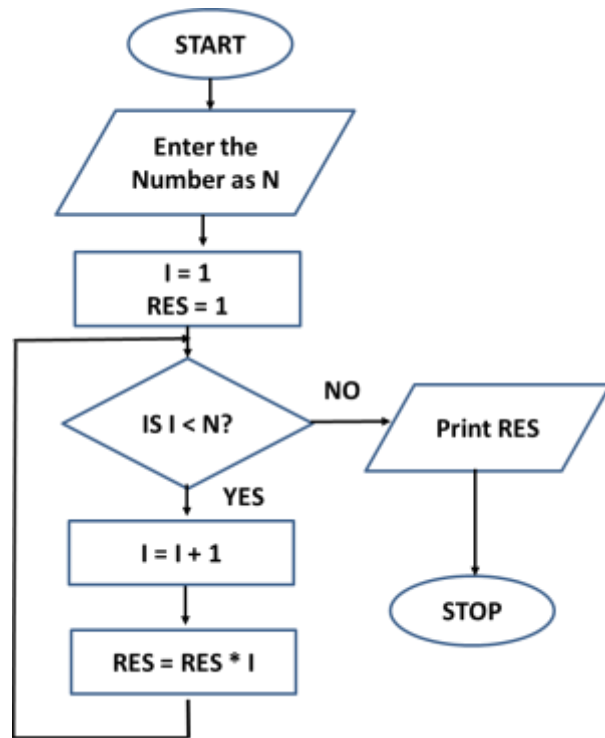 START
Enter the
Number as N
I = 1
RES = 1
IS I < N?
NO
Print RES
YES
I = I + 1
STOP
RES = RES * I